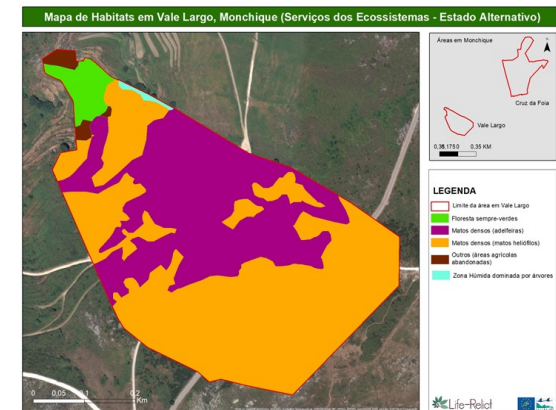 Mapa de Habitats em Vale Largo, Monchique (Serviços dos Ecossistemas - Estado Alternativo)
Áreas em Monchique
Cruz da Foia
Vale Largo
0,35 KM
LEGENDA
Limite da área em Vale Largo
Floresta sempre-verdes
Matos densos (adelfeiras)
Matos densos (matos heliófilos)
Outros (áreas agrícolas
abandonadas)
Zona Húmida dominada por árvores
0 0,05 0,1 0,2
Km
Life-Relict